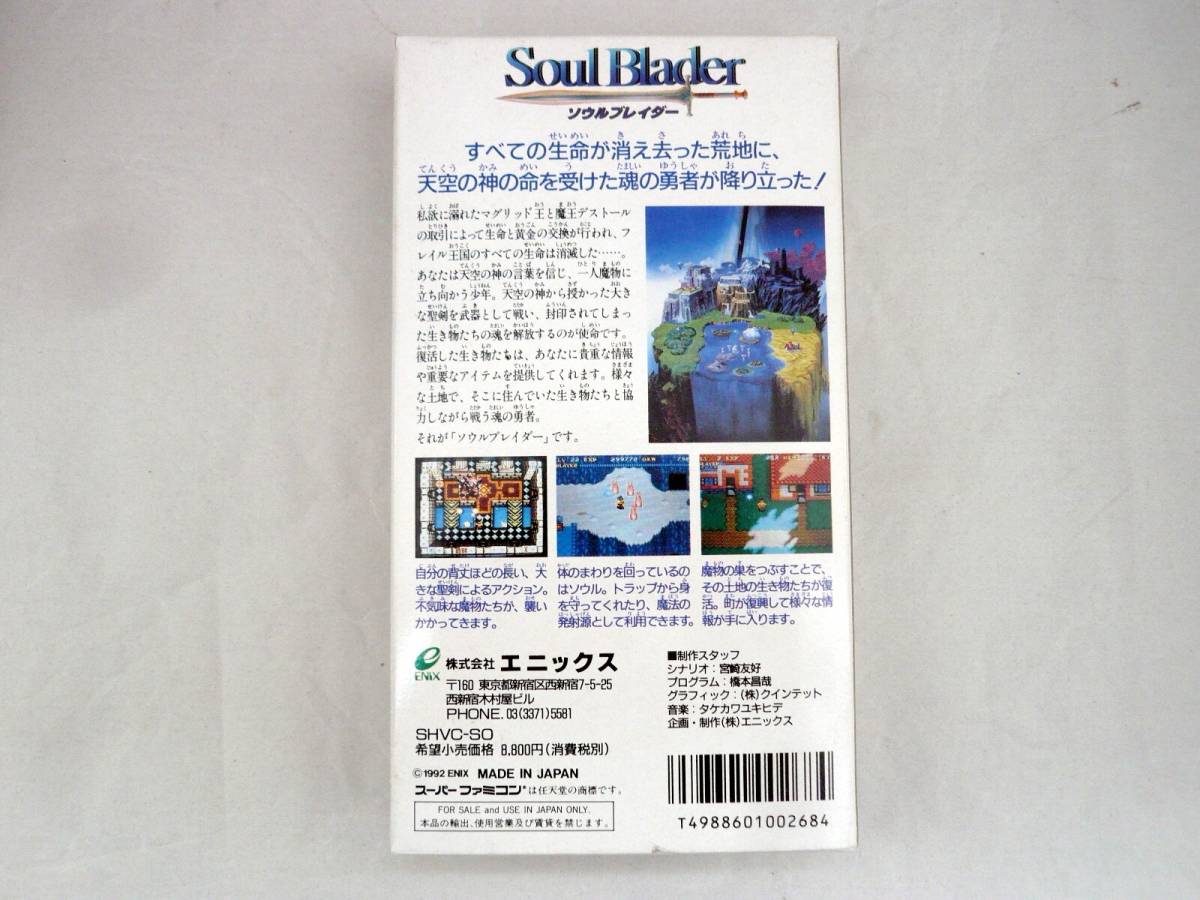 Soul Blader
ソウルブレイダー
すべての生命が消え去った荒地に、
天空の神の命を受けた魂の勇者が降り立った!
私欲に溺れたマグリッド王と魔王デストール
の取引によって生命と黄金の交換が行われ、フ
レイル王国のすべての生命は消滅した……。
あなたは天空の神の言葉を信じ、一人魔物に
立ち向かう少年。天空の神から授かった大き
な聖剣を武器として戦い、封印されてしまっ
た生き物たちの魂を解放するのが使命です。
復活した生き物たちは、あなたに貴重な情報
や重要なアイテムを提供してくれます。様々
な土地で、そこに住んでいた生き物たちと協
力しながら戦う魂の勇者。
それが「ソウルブレイダー」です。
自分の背丈ほどの長い、大
きな聖剣によるアクション。
不気味な魔物たちが、襲い
かかってきます。
体のまわりを回っているの
はソウル。トラップから身
を守ってくれたり、魔法の
発射源として利用できます。
魔物の巣をつぶすことで、
その土地の生き物たちが復
活。町が復興して様々な情
報が手に入ります。
ENIX
株式会社 エニックス
〒160 東京都新宿区西新宿7-5-25
西新宿木村屋ビル
PHONE. 03(3371)5581
SHVC-SO
希望小売価格 8,800円(消費税別)
©1992 ENIX MADE IN JAPAN
スーパーファミコン®は任天堂の商標です。
FOR SALE and USE IN JAPAN ONLY.
本品の輸出、使用営業及び賃貸を禁じます。
■制作スタッフ
シナリオ:宮崎友好
プログラム:橋本昌哉
グラフィック:(株)クインテット
音楽:タケカワユキヒデ
企画・制作(株)エニックス
T4988601002684